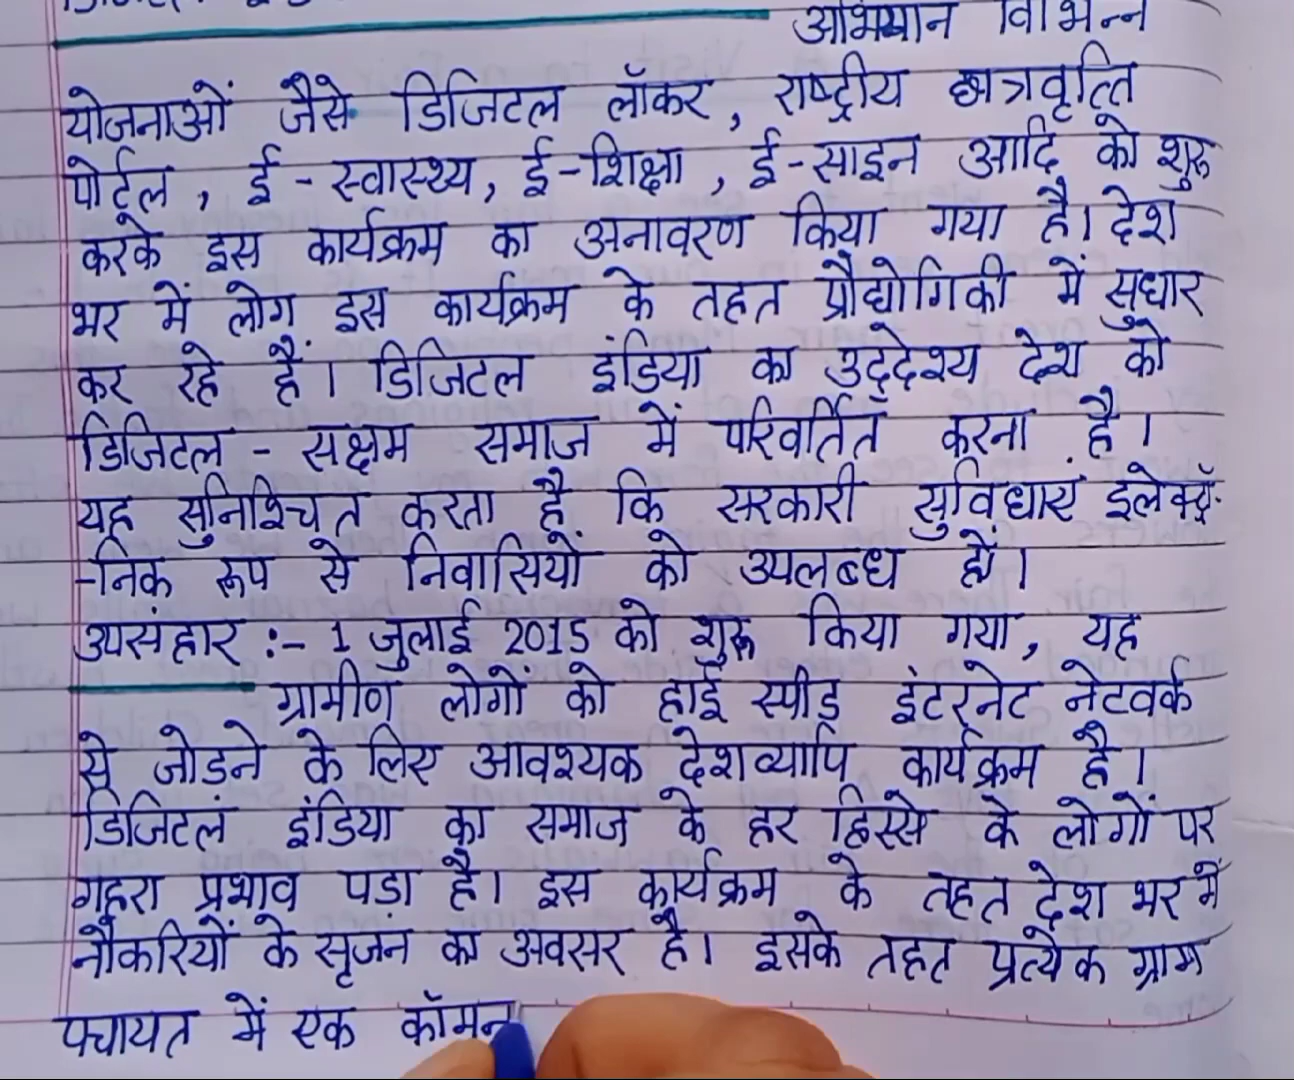 अभियान विभिन्न
योजनाओं जैसे डिजिटल लॉकर, राष्ट्रीय छात्रवृत्ति
पोर्टल, ई - स्वास्थ्य, ई-शिक्षा, ई-साइन आदि को शुरू
करके इस कार्यक्रम का अनावरण किया गया है। देश
भर में लोग इस कार्यक्रम के तहत प्रौद्योगिकी में सुधार
कर रहे हैं। डिजिटल इंडिया का उद्देश्य देश को
डिजिटल - सक्षम समाज में परिवर्तित करना है।
यह सुनिश्चित करता है कि सरकारी सुविधाएं इलेक्ट्रॉ-
-निक रूप से निवासियों को उपलब्ध हों।
उपसंहार :- 1 जुलाई 2015 को शुरू किया गया, यह
ग्रामीण लोगों को हाई स्पीड इंटरनेट नेटवर्क
से जोडने के लिए आवश्यक देशव्यापि कार्यक्रम है।
डिजिटल इंडिया का समाज के हर हिस्से के लोगों पर
गहरा प्रभाव पडा है। इस कार्यक्रम के तहत देश भर में
नौकरियों के सृजन का अवसर है। इसके तहत प्रत्येक ग्राम
पचायत में एक कॉमन